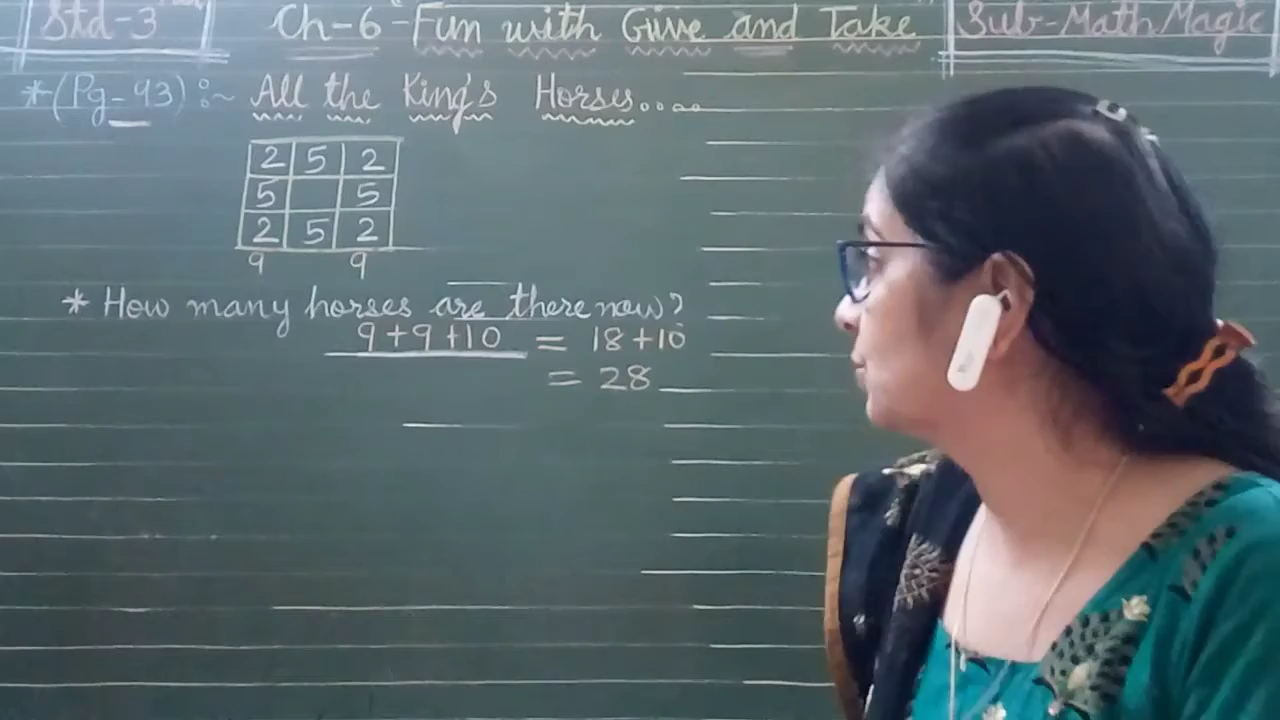 Std-3 Ch-6 - Fun with Give and Take Sub-Math Magic
*(Pg-93) :~ All the King's Horses....
2 5 2
5 5
2 5 2
9 9
* How many horses are there now?
9+9+10 = 18+10
= 28